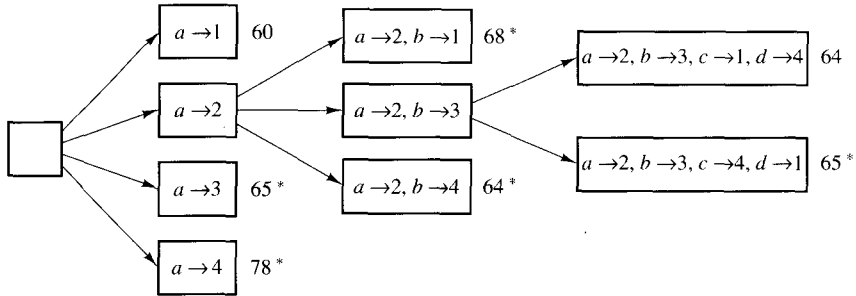 a →1 60
a →2, b →1 68 *
a →2, b →3, c →1, d →4 64
a →2
a →2, b →3
a →2, b →3, c →4, d →1 65 *
a →3 65 *
a →2, b →4 64 *
a →4 78 *